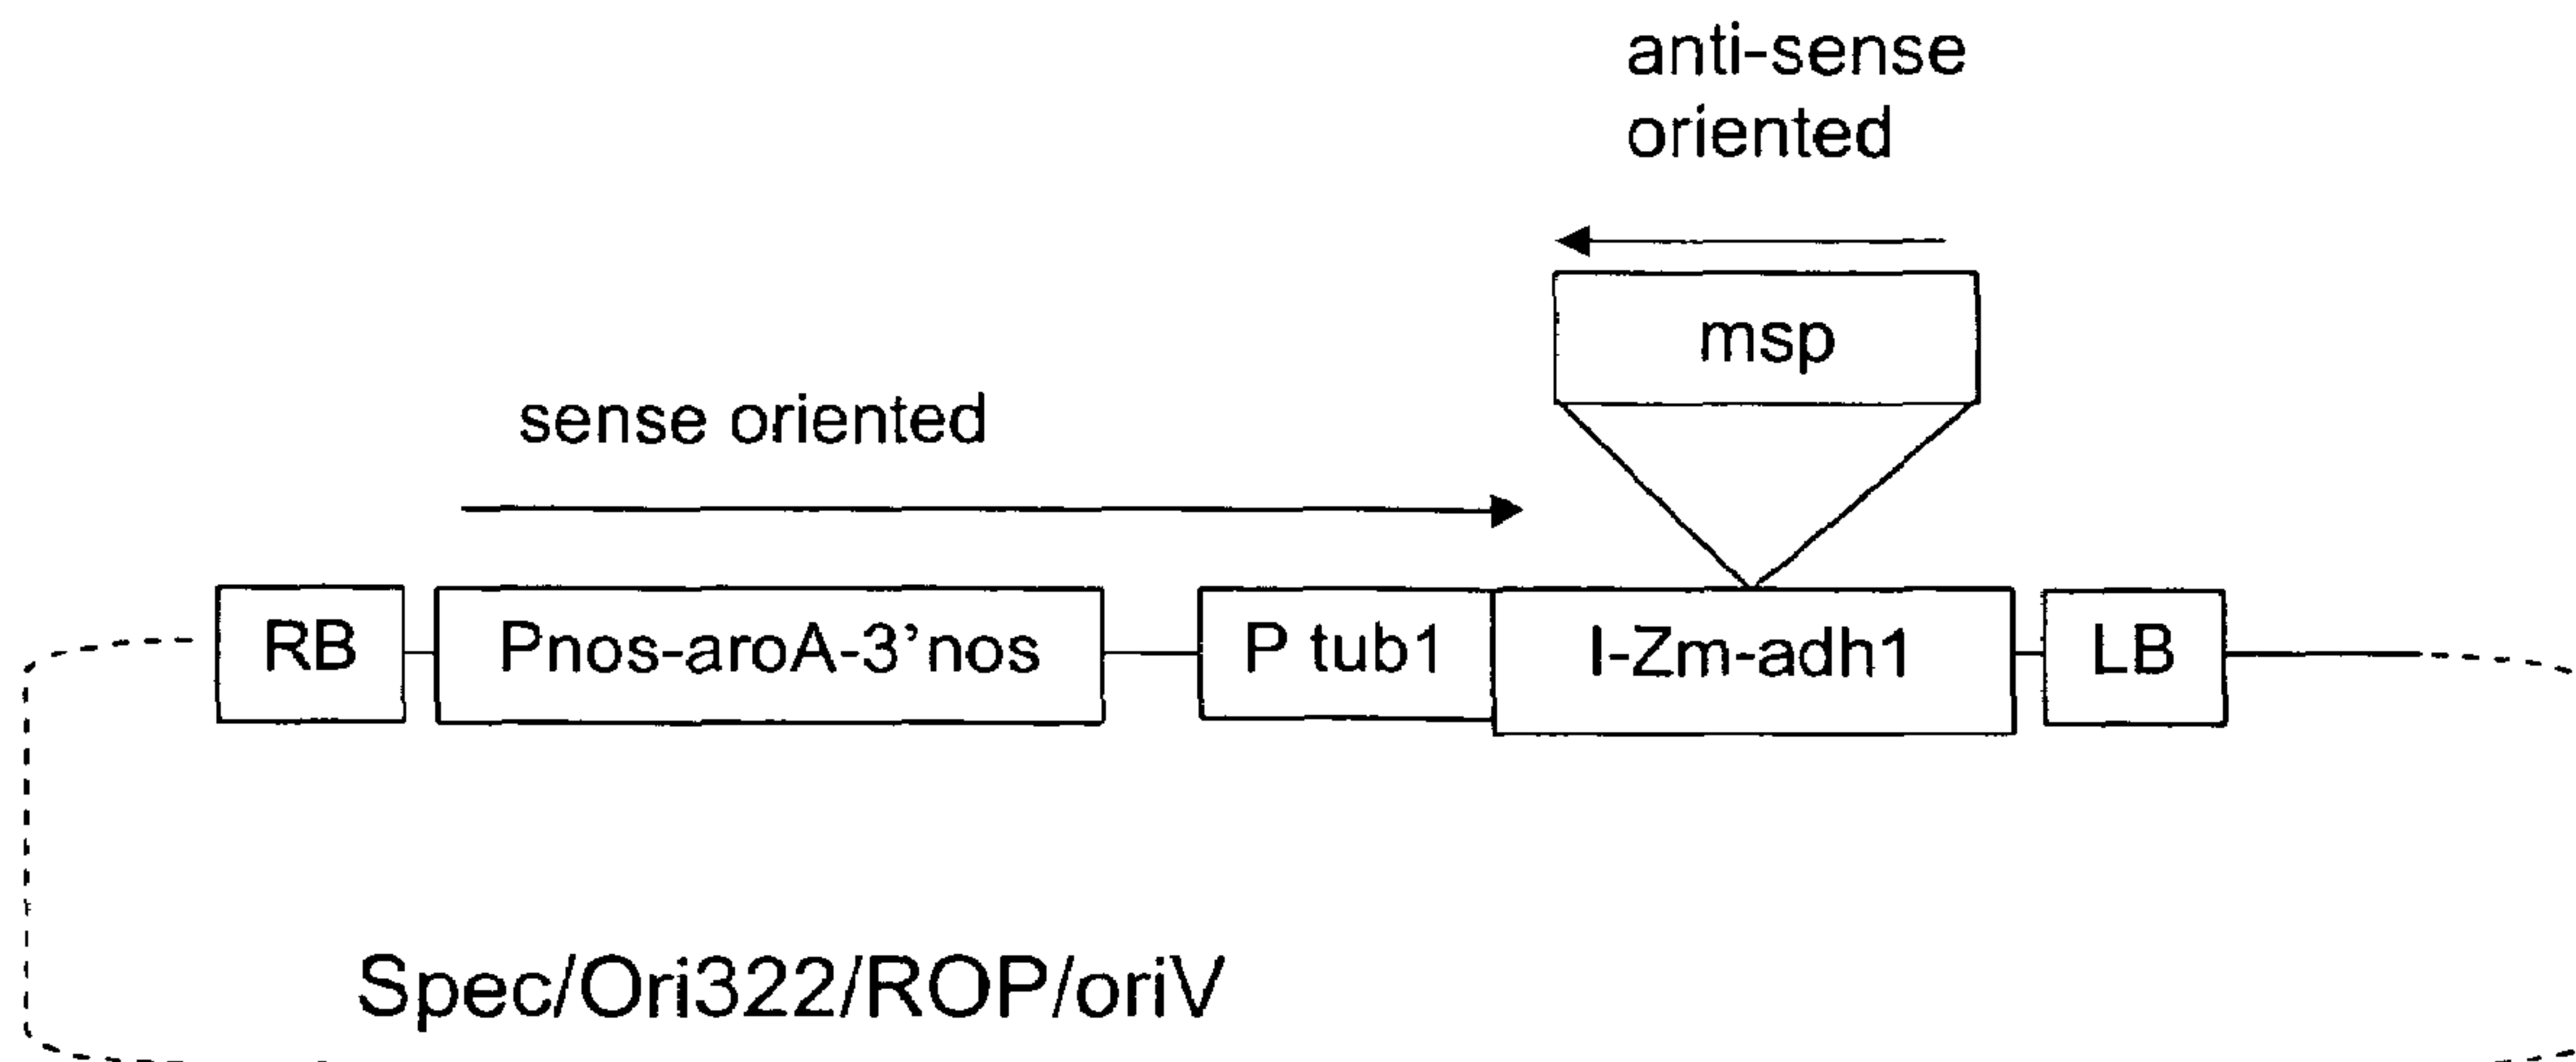 anti-sense
oriented
msp
sense oriented
RB
Pnos-aroA-3’nos
P tub1
I-Zm-adh1
LB
Spec/Ori322/ROP/oriV